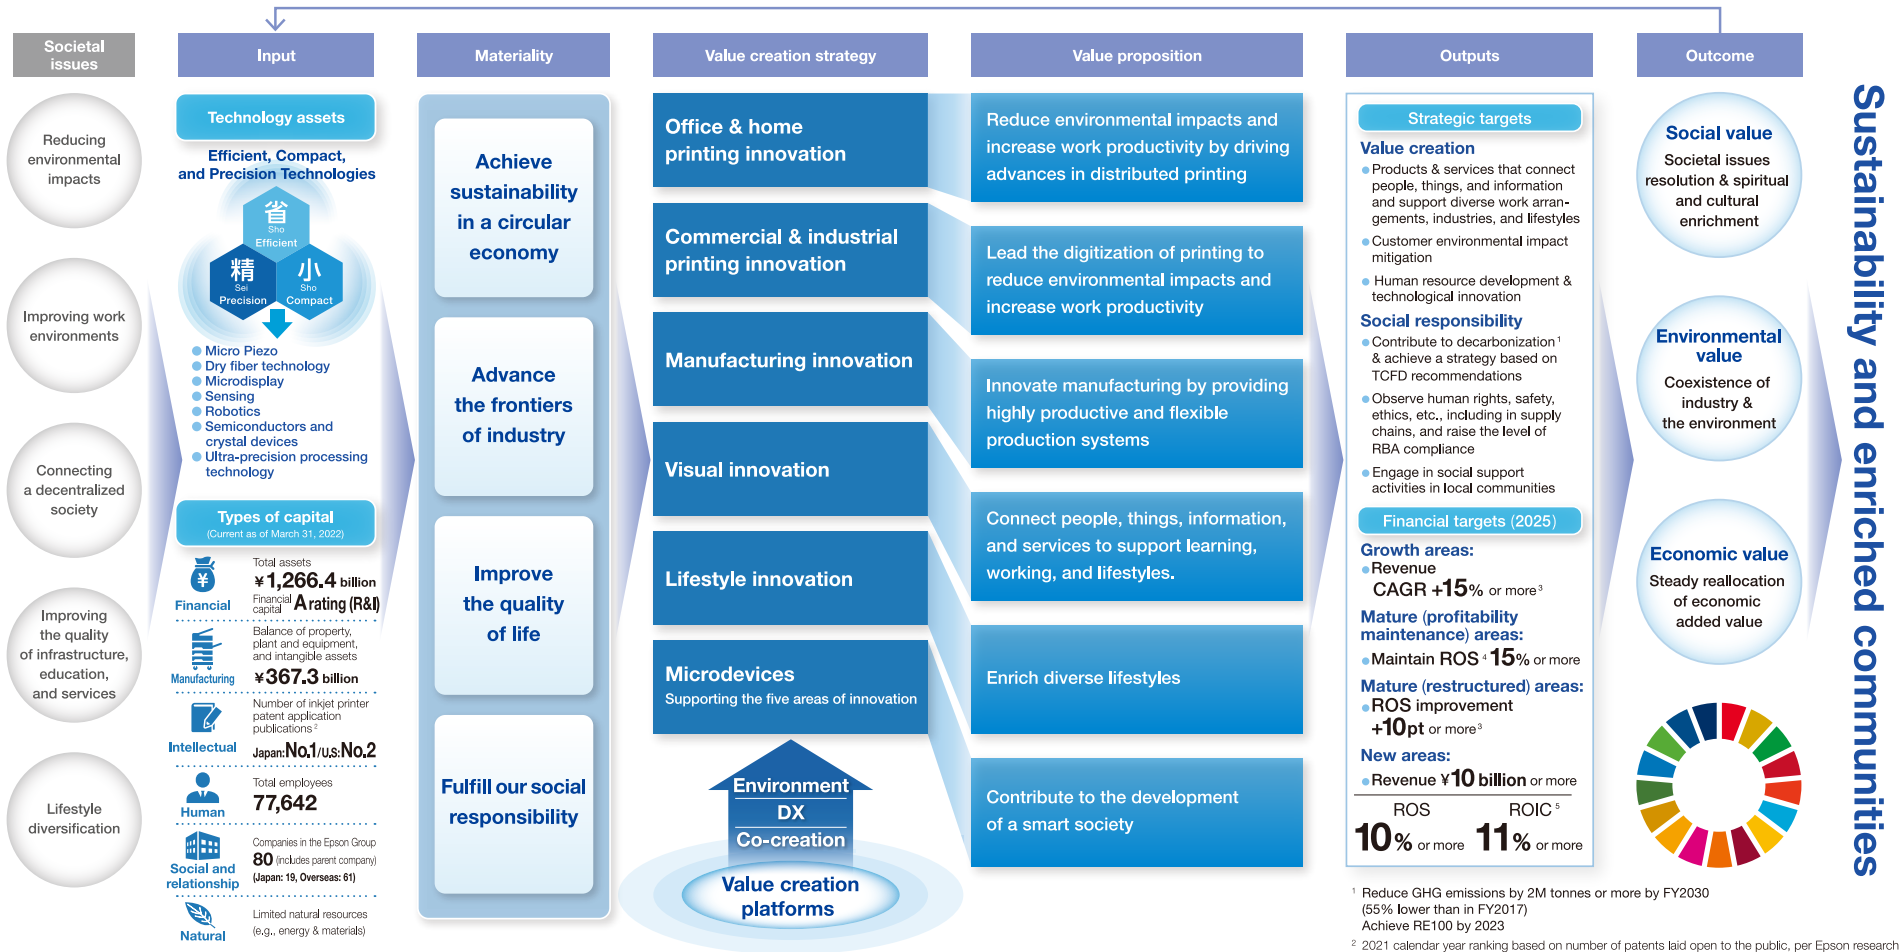 Societal
issues
Input
Materiality
Value creation strategy
Value proposition
Outputs
Outcome
Reducing
environmental
impacts
Improving work
environments
Connecting
a decentralized
society
Improving
the quality
of infrastructure,
education,
and services
Lifestyle
diversification
Technology assets
Efficient, Compact,
and Precision Technologies
省
Sho
Efficient
精
Sei
Precision
小
Sho
Compact
Micro Piezo
Dry fiber technology
Microdisplay
Sensing
Robotics
Semiconductors and
crystal devices
Ultra-precision processing
technology
Types of capital
(Current as of March 31, 2022)
¥
Financial
Total assets
¥1,266.4 billion
Financial
capital A rating (R&I)
Manufacturing
Balance of property,
plant and equipment,
and intangible assets
¥367.3 billion
Intellectual
Number of inkjet printer
patent application
publications 2
Japan: No.1/U.S: No.2
Human
Total employees
77,642
Social and
relationship
Companies in the Epson Group
80 (includes parent company)
(Japan: 19, Overseas: 61)
Natural
Limited natural resources
(e.g., energy & materials)
Achieve
sustainability
in a circular
economy
Advance
the frontiers
of industry
Improve
the quality
of life
Fulfill our social
responsibility
Office & home
printing innovation
Commercial & industrial
printing innovation
Manufacturing innovation
Visual innovation
Lifestyle innovation
Microdevices
Supporting the five areas of innovation
Environment
DX
Co-creation
Value creation
platforms
Reduce environmental impacts and
increase work productivity by driving
advances in distributed printing
Lead the digitization of printing to
reduce environmental impacts and
increase work productivity
Innovate manufacturing by providing
highly productive and flexible
production systems
Connect people, things, information,
and services to support learning,
working, and lifestyles.
Enrich diverse lifestyles
Contribute to the development
of a smart society
Strategic targets
Value creation
Products & services that connect
people, things, and information
and support diverse work arran-
gements, industries, and lifestyles
Customer environmental impact
mitigation
Human resource development &
technological innovation
Social responsibility
Contribute to decarbonization 1
& achieve a strategy based on
TCFD recommendations
Observe human rights, safety,
ethics, etc., including in supply
chains, and raise the level of
RBA compliance
Engage in social support
activities in local communities
Financial targets (2025)
Growth areas:
Revenue
CAGR +15% or more 3
Mature (profitability
maintenance) areas:
Maintain ROS 4 15% or more
Mature (restructured) areas:
ROS improvement
+10pt or more 3
New areas:
Revenue ¥10 billion or more
ROS
10% or more
ROIC 5
11% or more
1 Reduce GHG emissions by 2M tonnes or more by FY2030
(55% lower than in FY2017)
Achieve RE100 by 2023
2 2021 calendar year ranking based on number of patents laid open to the public, per Epson research
Social value
Societal issues
resolution & spiritual
and cultural
enrichment
Environmental
value
Coexistence of
industry &
the environment
Economic value
Steady reallocation
of economic
added value
Sustainability and enriched communities